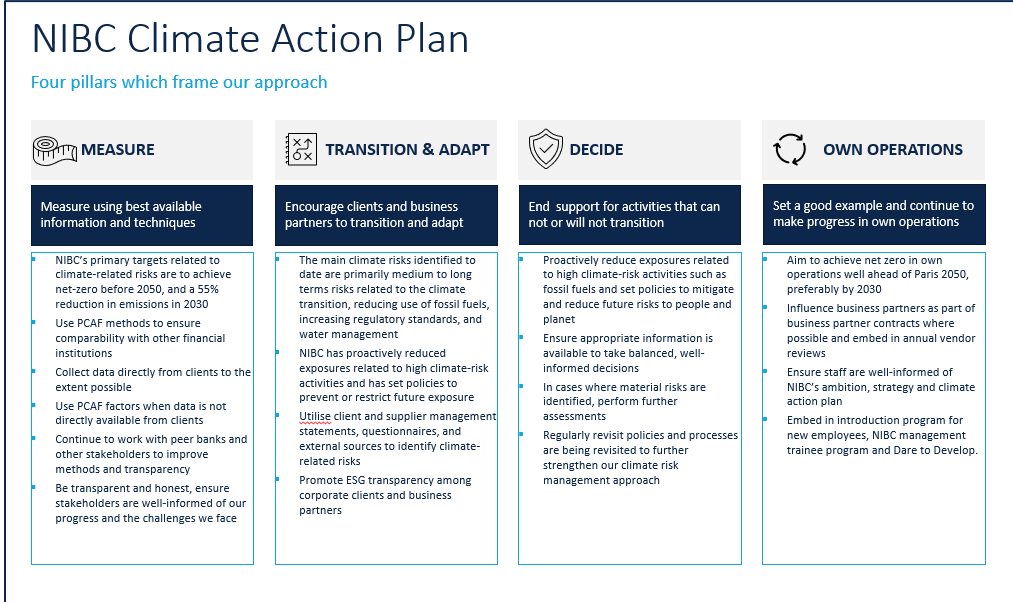 NIBC Climate Action Plan
Four pillars which frame our approach
MEASURE
Measure using best available
information and techniques
NIBC's primary targets related to
climate-related risks are to achieve
net-zero before 2050, and a 55%
reduction in emissions in 2030
Use PCAF methods to ensure
comparability with other financial
institutions
Collect data directly from clients to the
extent possible
Use PCAF factors when data is not
directly available from clients
Continue to work with peer banks and
other stakeholders to improve
methods and transparency
Be transparent and honest, ensure
stakeholders are well-informed of our
progress and the challenges we face
TRANSITION & ADAPT
Encourage clients and business
partners to transition and adapt
The main climate risks identified to
date are primarily medium to long
terms risks related to the climate
transition, reducing use of fossil fuels,
increasing regulatory standards, and
water management
NIBC has proactively reduced
exposures related to high climate-risk
activities and has set policies to
prevent or restrict future exposure
Utilise client and supplier management
statements, questionnaires, and
external sources to identify climate-
related risks
Promote ESG transparency among
corporate clients and business
partners
DECIDE
End support for activities that can
not or will not transition
Proactively reduce exposures related
to high climate-risk activities such as
fossil fuels and set policies to mitigate
and reduce future risks to people and
planet
Ensure appropriate information is
available to take balanced, well-
informed decisions
In cases where material risks are
identified, perform further
assessments
Regularly revisit policies and processes
are being revisited to further
strengthen our climate risk
management approach
OWN OPERATIONS
Set a good example and continue to
make progress in own operations
Aim to achieve net zero in own
operations well ahead of Paris 2050,
preferably by 2030
Influence business partners as part of
business partner contracts where
possible and embed in annual vendor
reviews
Ensure staff are well-informed of
NIBC's ambition, strategy and climate
action plan
Embed in introduction program for
new employees, NIBC management
trainee program and Dare to Develop.